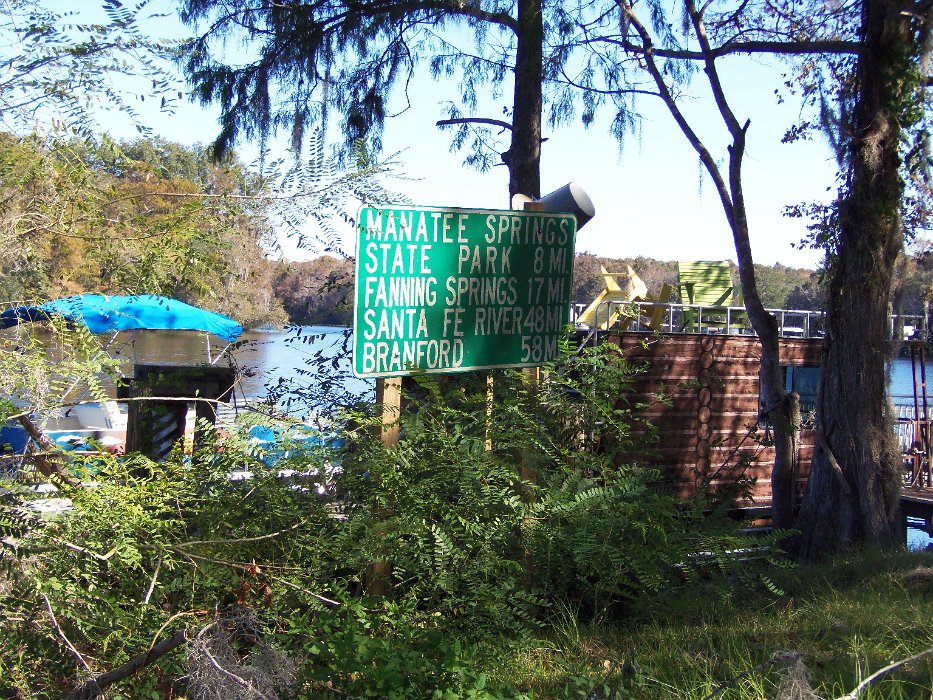 MANATEE SPRINGS
STATE PARK 8 MI.
FANNING SPRINGS 17 MI.
SANTA FE RIVER 48 MI.
BRANFORD 58 MI.